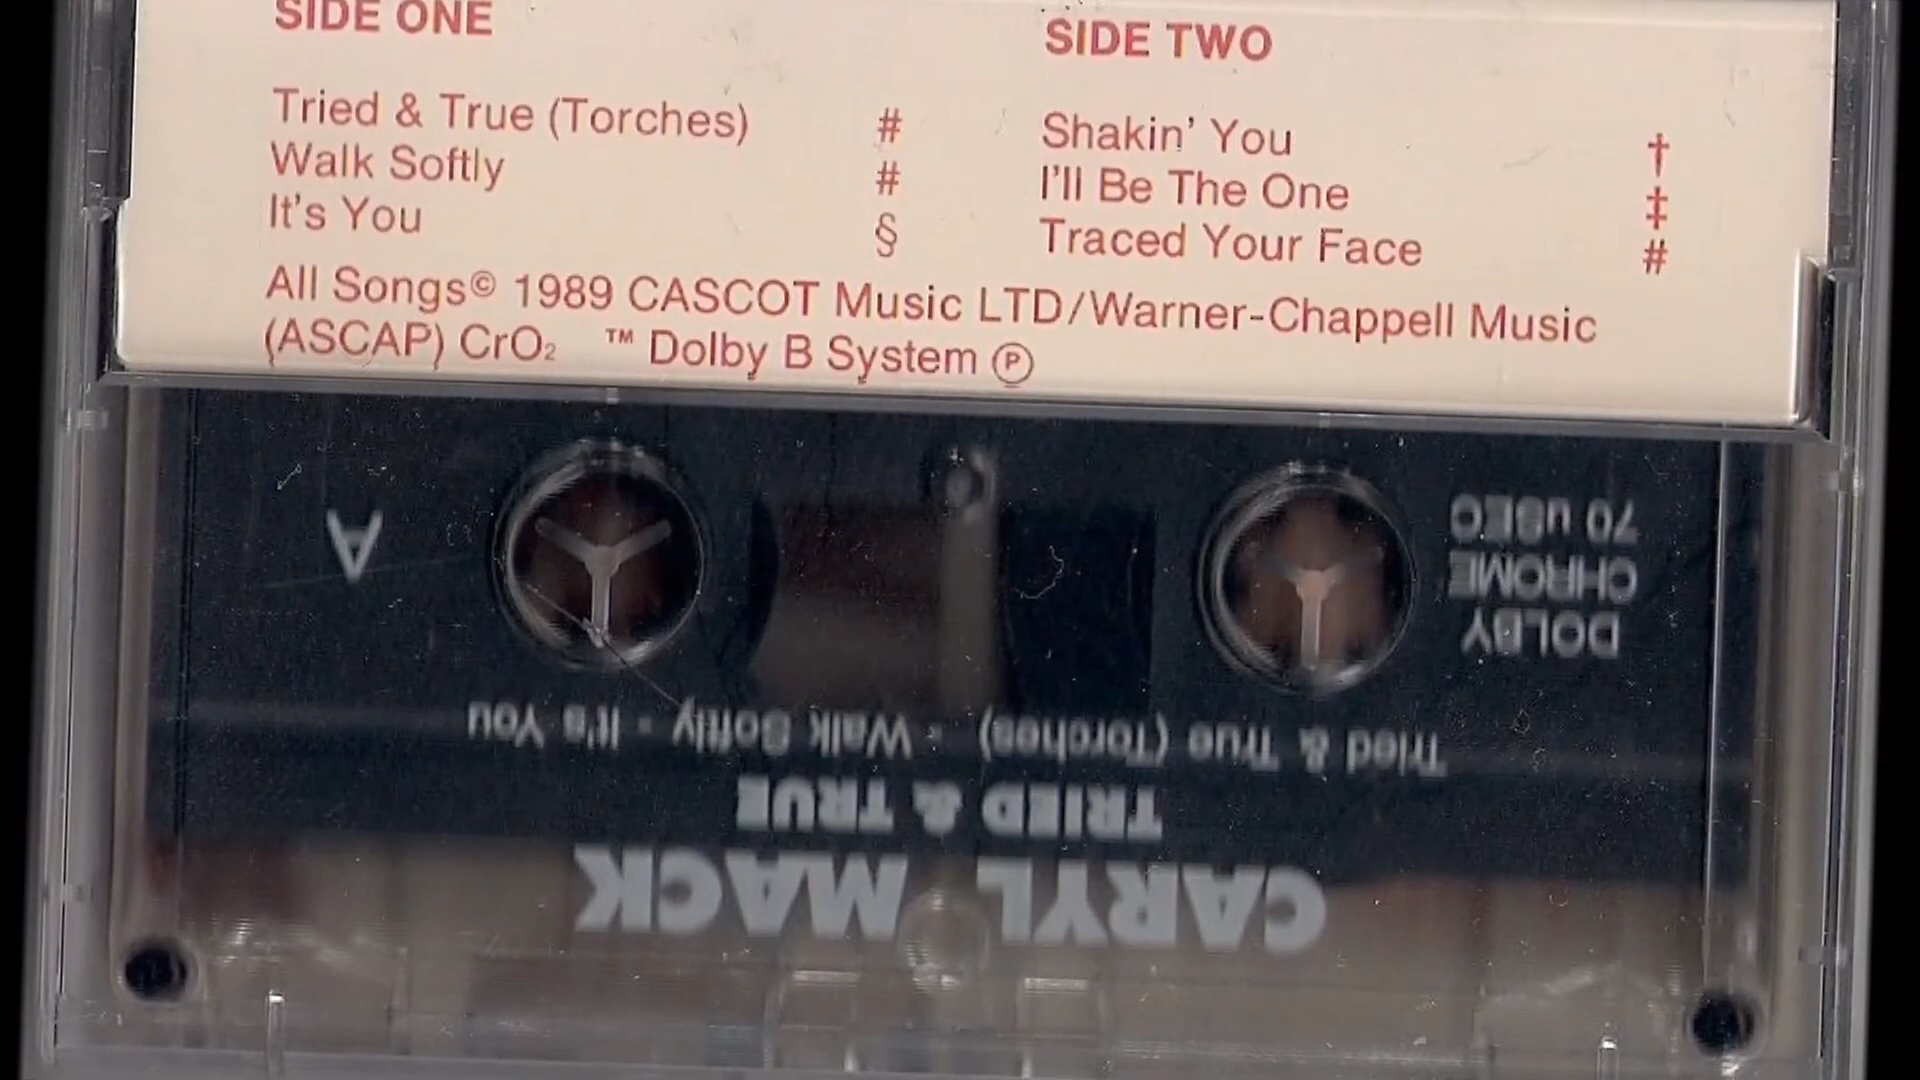 SIDE ONE
Tried & True (Torches) #
Walk Softly #
It's You §
SIDE TWO
Shakin' You †
I'll Be The One ‡
Traced Your Face #
All Songs© 1989 CASCOT Music LTD/Warner-Chappell Music
(ASCAP) CrO₂ ™ Dolby B System ℗
CARYL MACK
TRIED & TRUE
Tried & True (Torches) - Walk Softly - It's You
DOLBY
CHROME
70 uSEC
A